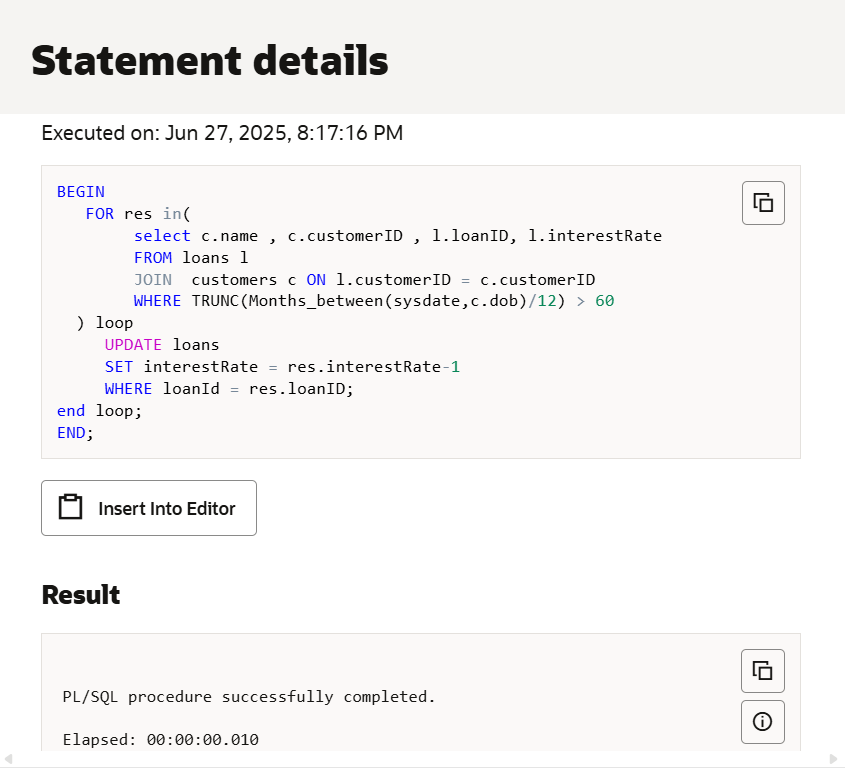 Statement details
Executed on: Jun 27, 2025, 8:17:16 PM
BEGIN
   FOR res in(
        select c.name , c.customerID , l.loanID, l.interestRate
        FROM loans l
        JOIN  customers c ON l.customerID = c.customerID
        WHERE TRUNC(Months_between(sysdate,c.dob)/12) > 60
  ) loop
     UPDATE loans
     SET interestRate = res.interestRate-1
     WHERE loanId = res.loanID;
end loop;
END;
Insert Into Editor
Result
PL/SQL procedure successfully completed.
Elapsed: 00:00:00.010